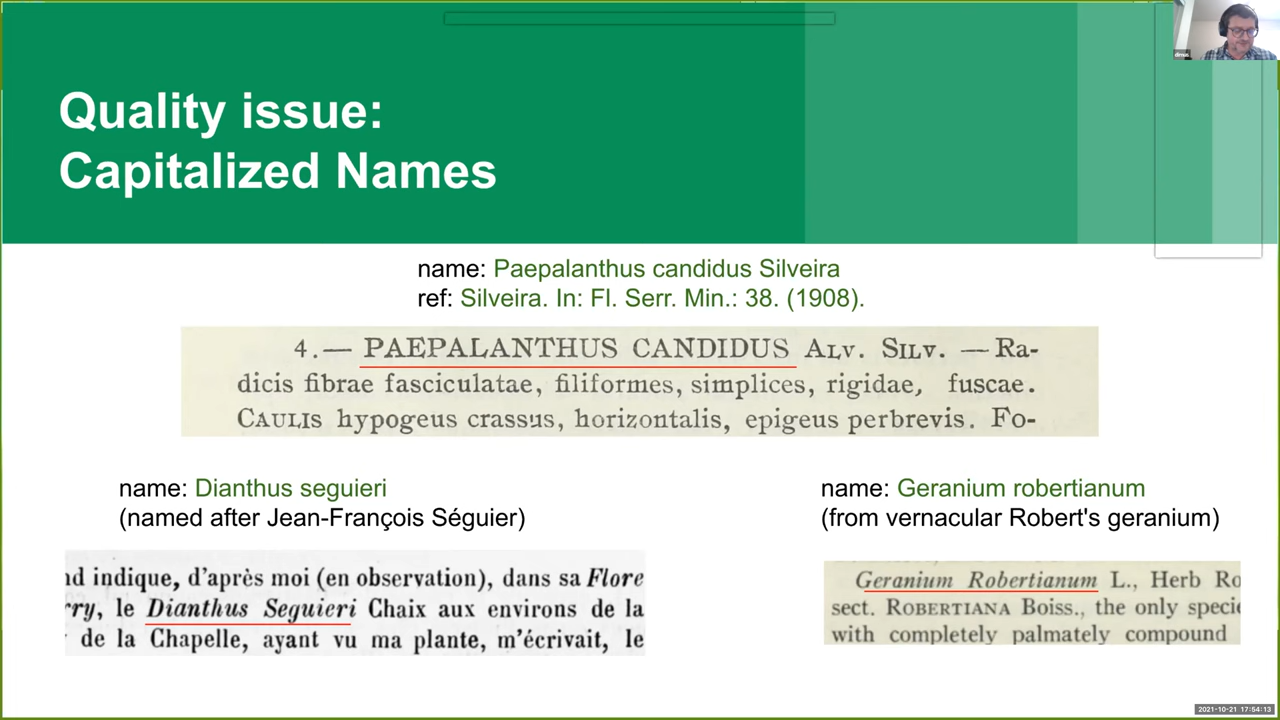 dimus
Quality issue:
Capitalized Names
name: Paepalanthus candidus Silveira
ref: Silveira. In: Fl. Serr. Min.: 38. (1908).
4.— PAEPALANTHUS CANDIDUS ALV. SILV. — Ra-
dicis fibrae fasciculatae, filiformes, simplices, rigidae, fuscae.
CAULIS hypogeus crassus, horizontalis, epigeus perbrevis. Fo-
name: Dianthus seguieri
(named after Jean-François Séguier)
nd indique, d'après moi (en observation), dans sa Flore
rry, le Dianthus Seguieri Chaix aux environs de la
de la Chapelle, ayant vu ma plante, m'écrivait, le
name: Geranium robertianum
(from vernacular Robert's geranium)
Geranium Robertianum L., Herb Ro
sect. ROBERTIANA Boiss., the only specie
with completely palmately compound
2021-10-21 17:54:13